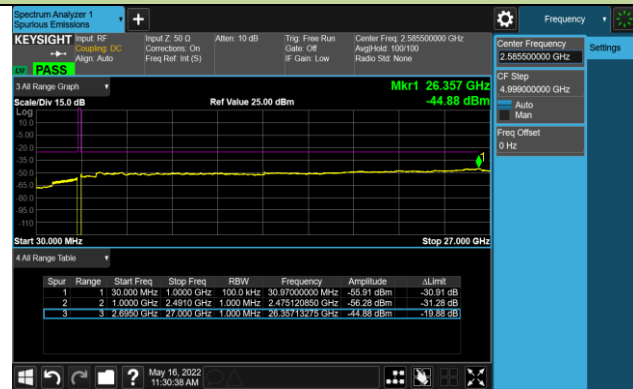 Spectrum Analyzer 1
Spurious Emissions
Frequency
KEYSIGHT
Input: RF
Coupling: DC
Align: Auto
Input Z: 50 Ω
Corrections: On
Freq Ref: Int (S)
Atten: 10 dB
Trig: Free Run
Gate: Off
IF Gain: Low
Center Freq: 2.585500000 GHz
Avg|Hold: 100/100
Radio Std: None
PASS
Center Frequency
2.585500000 GHz
Settings
CF Step
4.999000000 GHz
Auto
Man
Freq Offset
0 Hz
3 All Range Graph
Mkr1 26.357 GHz
Scale/Div 15.0 dB
Ref Value 25.00 dBm
-44.88 dBm
Log
10.0
-5.00
-20.0
-35.0
-50.0
-65.0
-80.0
-95.0
-110
1
Start 30.000 MHz
Stop 27.000 GHz
4 All Range Table
Spur Range Start Freq Stop Freq RBW Frequency Amplitude ΔLimit
1 1 30.000 MHz 1.0000 GHz 100.0 kHz 30.97000000 MHz -55.91 dBm -30.91 dB
2 2 1.0000 GHz 2.4910 GHz 1.000 MHz 2.475120850 GHz -56.28 dBm -31.28 dB
3 3 2.6950 GHz 27.000 GHz 1.000 MHz 26.35713275 GHz -44.88 dBm -19.88 dB
May 16, 2022
11:30:38 AM